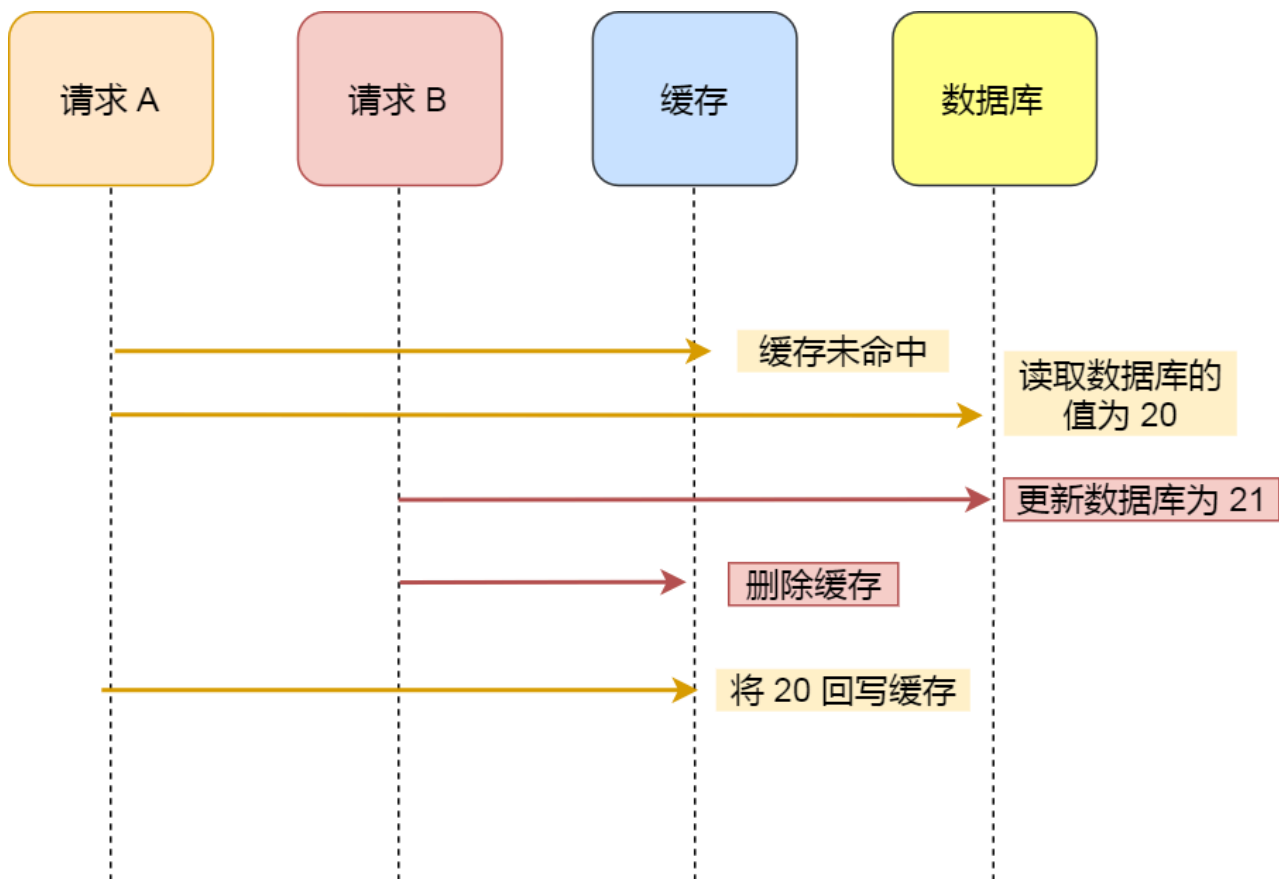 请求 A
请求 B
缓存
数据库
缓存未命中
读取数据库的
值为 20
更新数据库为 21
删除缓存
将 20 回写缓存